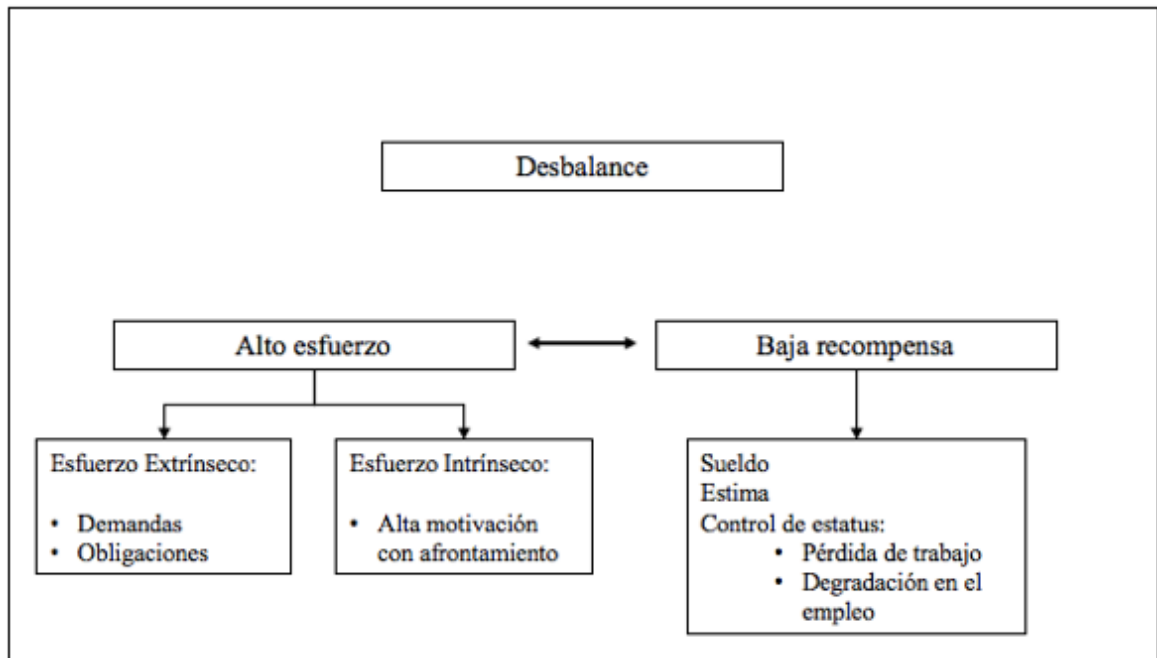 Desbalance
Alto esfuerzo
Baja recompensa
Esfuerzo Extrínseco:
• Demandas
• Obligaciones
Esfuerzo Intrínseco:
• Alta motivación
con afrontamiento
Sueldo
Estima
Control de estatus:
• Pérdida de trabajo
• Degradación en el
empleo